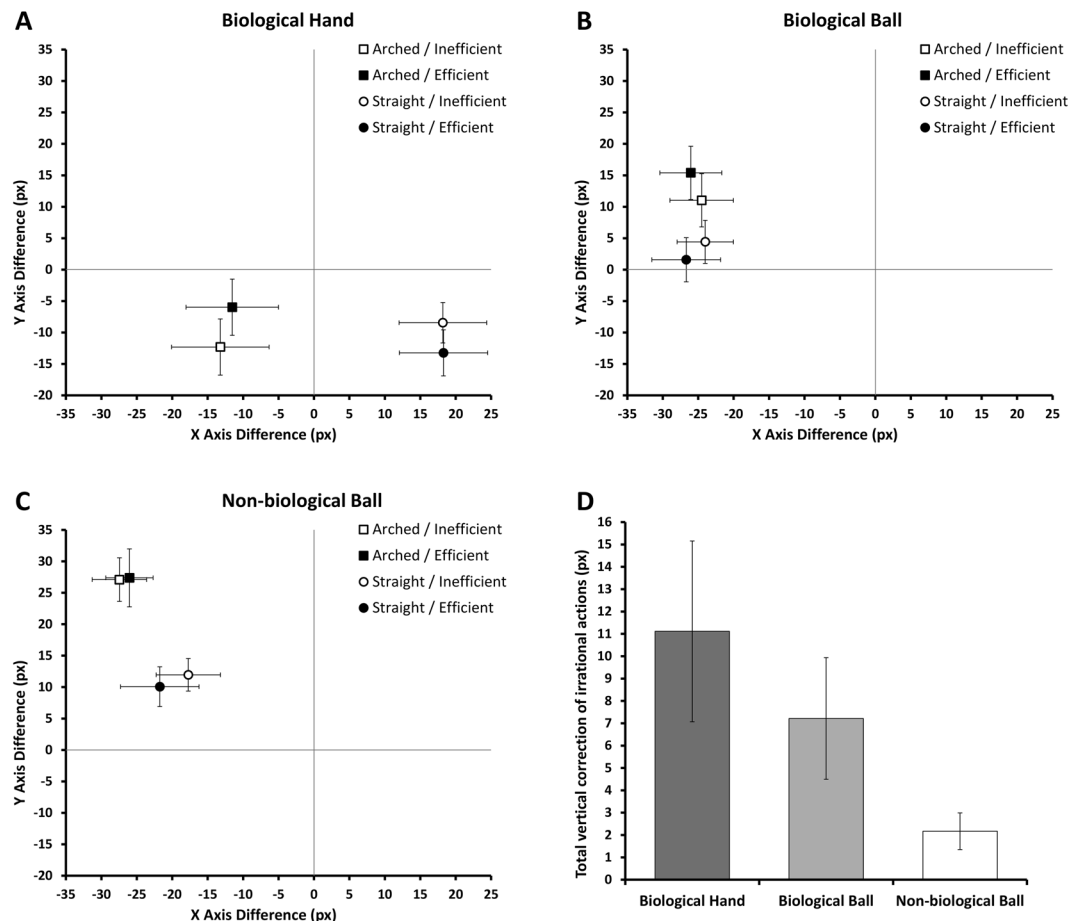 A
Biological Hand
Arched / Inefficient
Arched / Efficient
Straight / Inefficient
Straight / Efficient
35
30
25
20
15
10
5
0
-5
-10
-15
-20
Y Axis Difference (px)
-35 -30 -25 -20 -15 -10 -5 0 5 10 15 20 25
X Axis Difference (px)
B
Biological Ball
Arched / Inefficient
Arched / Efficient
Straight / Inefficient
Straight / Efficient
35
30
25
20
15
10
5
0
-5
-10
-15
-20
Y Axis Difference (px)
-35 -30 -25 -20 -15 -10 -5 0 5 10 15 20 25
X Axis Difference (px)
C
Non-biological Ball
Arched / Inefficient
Arched / Efficient
Straight / Inefficient
Straight / Efficient
35
30
25
20
15
10
5
0
-5
-10
-15
-20
Y Axis Difference (px)
-35 -30 -25 -20 -15 -10 -5 0 5 10 15 20 25
X Axis Difference (px)
D
16
15
14
13
12
11
10
9
8
7
6
5
4
3
2
1
0
Total vertical correction of irrational actions (px)
Biological Hand Biological Ball Non-biological Ball